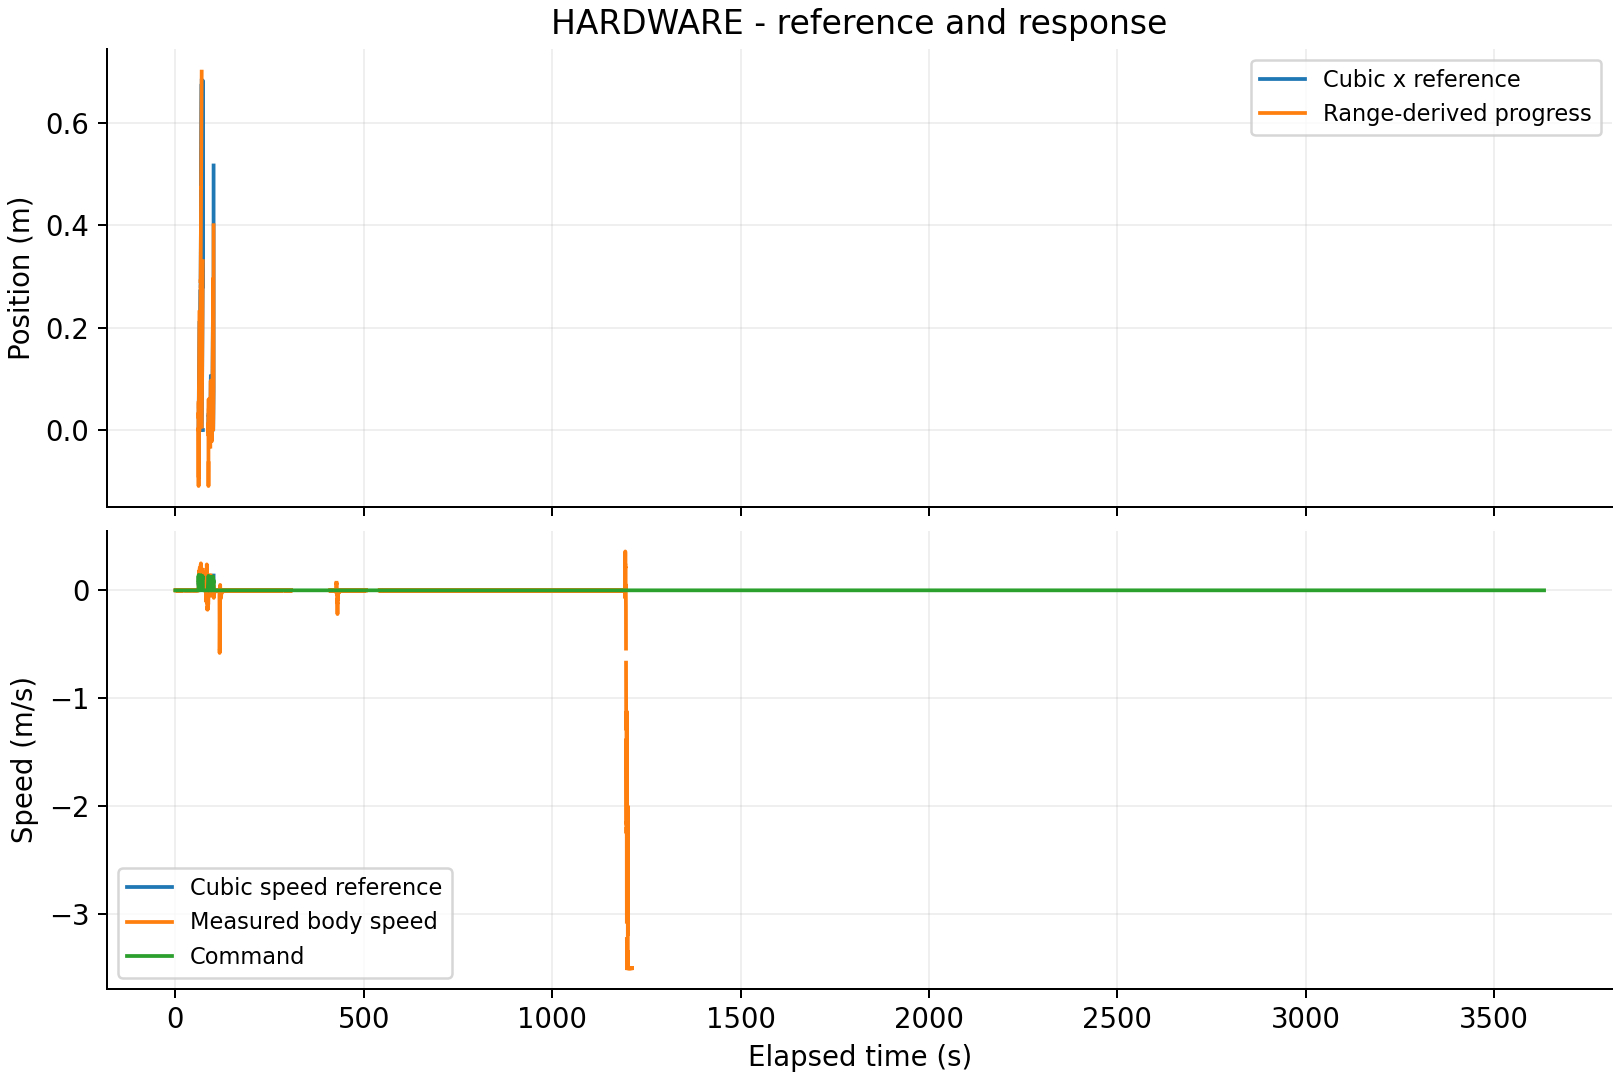 HARDWARE - reference and response
Cubic x reference
Range-derived progress
Position (m)
0.6
0.4
0.2
0.0
Speed (m/s)
0
−1
−2
−3
Cubic speed reference
Measured body speed
Command
0 500 1000 1500 2000 2500 3000 3500
Elapsed time (s)